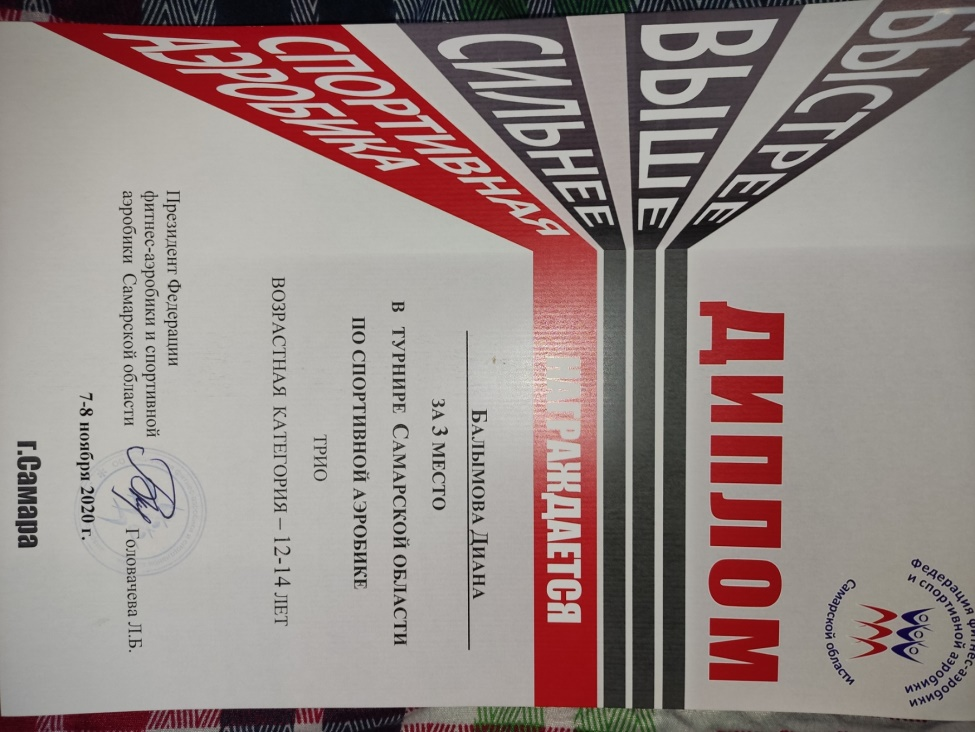 БЫСТРЕЕ
ВЫШЕ
СИЛЬНЕЕ
СПОРТИВНАЯ
АЭРОБИКА
Федерация фитнес-аэробики
и спортивной аэробики
Самарской области
ДИПЛОМ
НАГРАЖДАЕТСЯ
БАЛЫМОВА ДИАНА
ЗА 3 МЕСТО
В ТУРНИРЕ САМАРСКОЙ ОБЛАСТИ
ПО СПОРТИВНОЙ АЭРОБИКЕ
ТРИО
ВОЗРАСТНАЯ КАТЕГОРИЯ – 12-14 ЛЕТ
Президент Федерации
фитнес-аэробики и спортивной
аэробики Самарской области Головачева Л.Б.
7-8 ноября 2020 г.
г.Самара